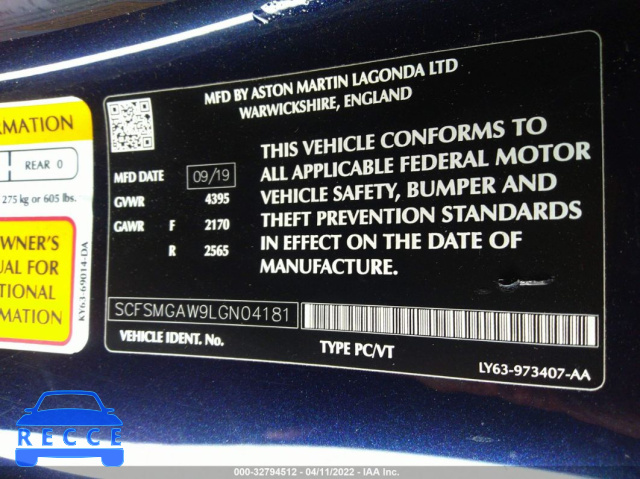 MFD BY ASTON MARTIN LAGONDA LTD
WARWICKSHIRE, ENGLAND
THIS VEHICLE CONFORMS TO
ALL APPLICABLE FEDERAL MOTOR
VEHICLE SAFETY, BUMPER AND
THEFT PREVENTION STANDARDS
IN EFFECT ON THE DATE OF
MANUFACTURE.
MFD DATE 09/19
GVWR 4395
GAWR F 2170
R 2565
SCFSMGAW9LGN04181
VEHICLE IDENT. No.
TYPE PC/VT
LY63-973407-AA
RMATION
REAR 0
275 kg or 605 lbs.
WNER'S
UAL FOR
ITIONAL
MATION
KY63-69014-DA
RECCE
000-32794512 - 04/11/2022 - IAA Inc.